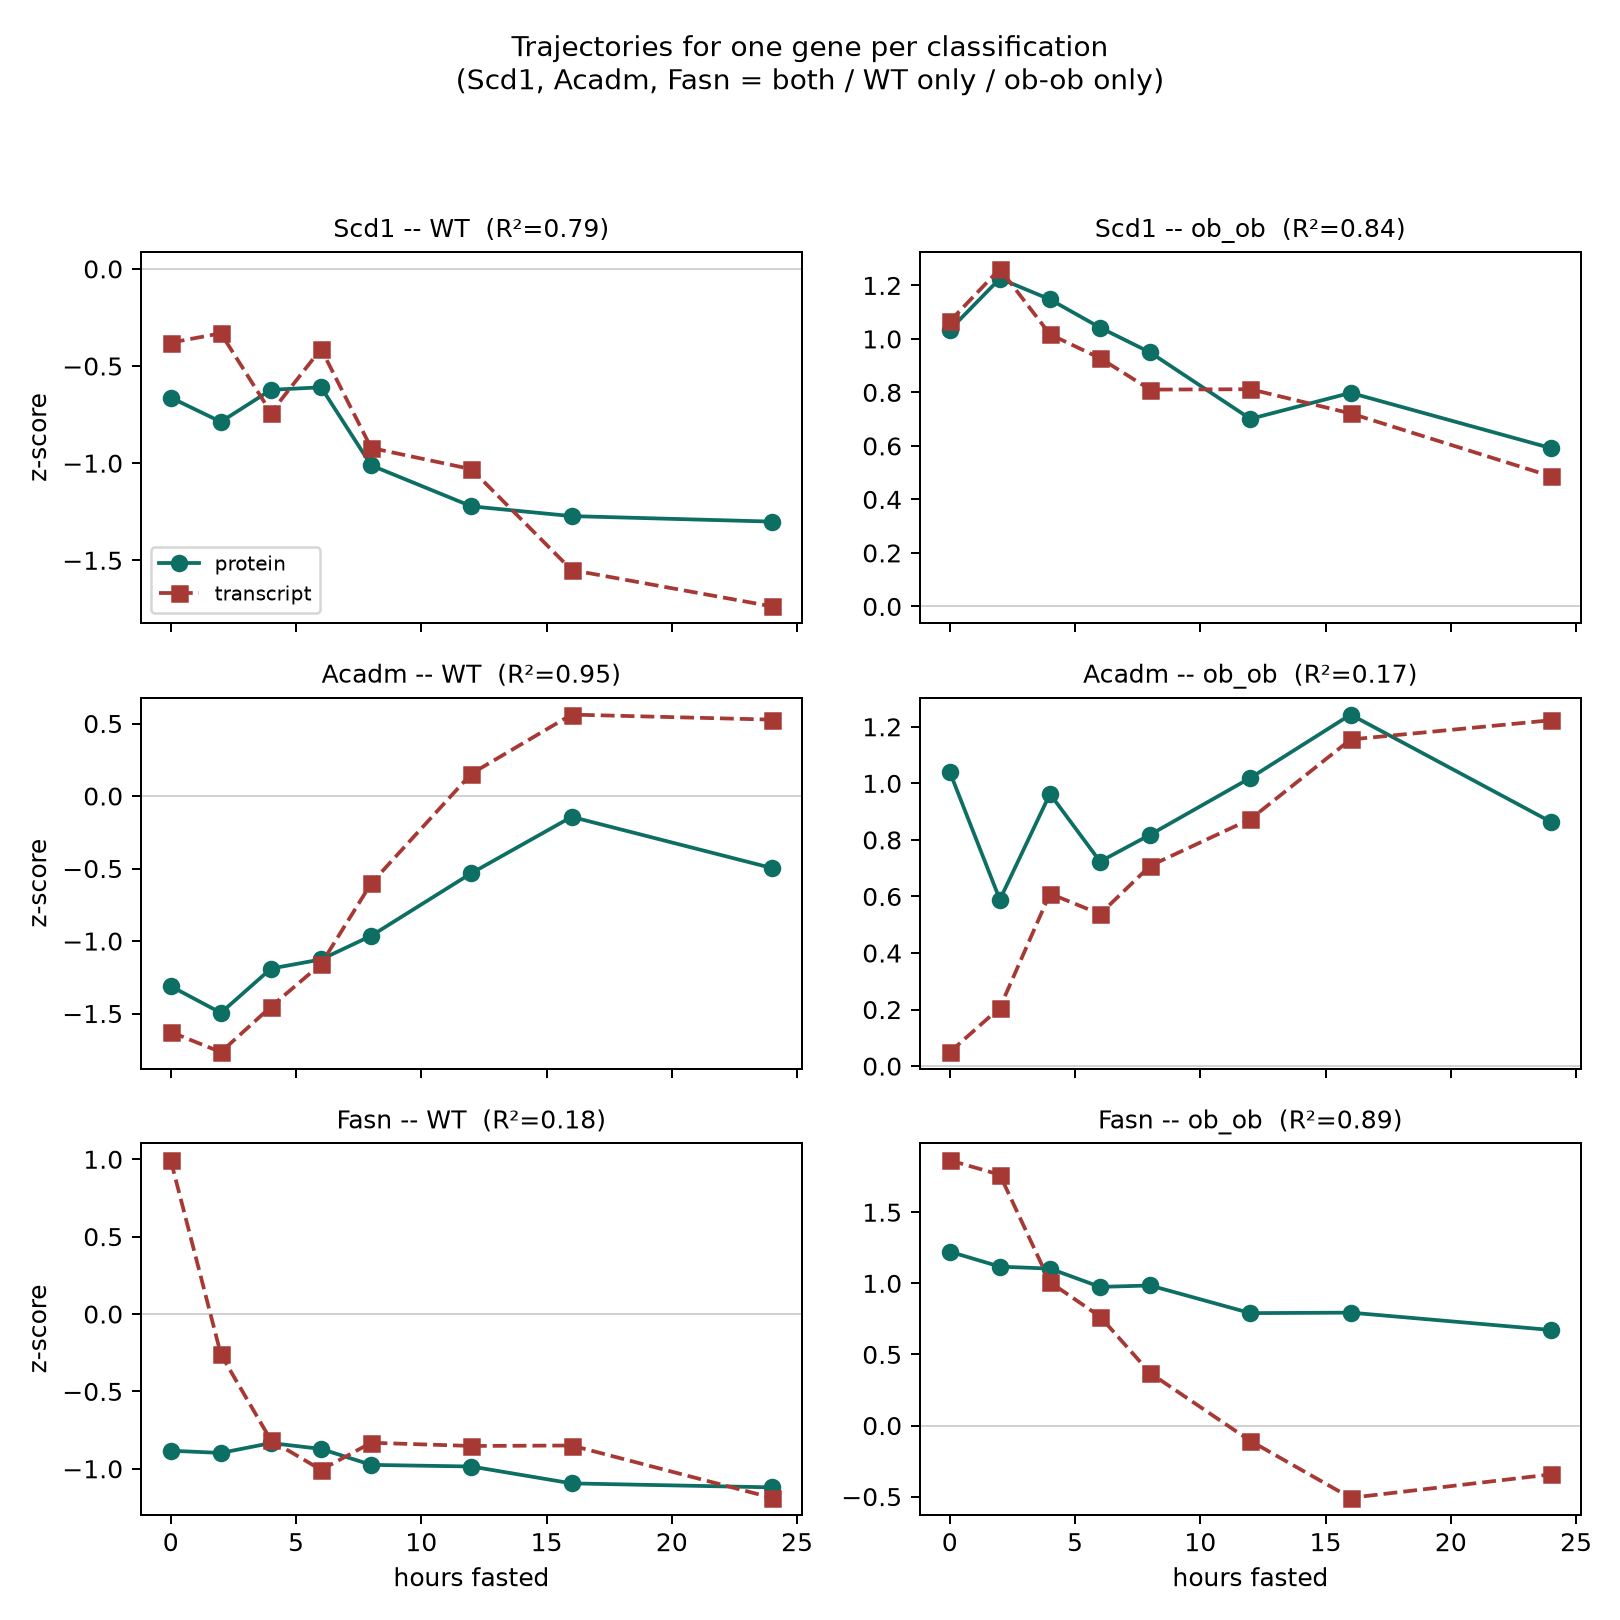 Trajectories for one gene per classification
(Scd1, Acadm, Fasn = both / WT only / ob-ob only)
Scd1 -- WT  (R²=0.79)
0.0
−0.5
−1.0
−1.5
z-score
protein
transcript
Scd1 -- ob_ob  (R²=0.84)
1.2
1.0
0.8
0.6
0.4
0.2
0.0
Acadm -- WT  (R²=0.95)
0.5
0.0
−0.5
−1.0
−1.5
z-score
Acadm -- ob_ob  (R²=0.17)
1.2
1.0
0.8
0.6
0.4
0.2
0.0
Fasn -- WT  (R²=0.18)
1.0
0.5
0.0
−0.5
−1.0
z-score
0 5 10 15 20 25
hours fasted
Fasn -- ob_ob  (R²=0.89)
1.5
1.0
0.5
0.0
−0.5
0 5 10 15 20 25
hours fasted